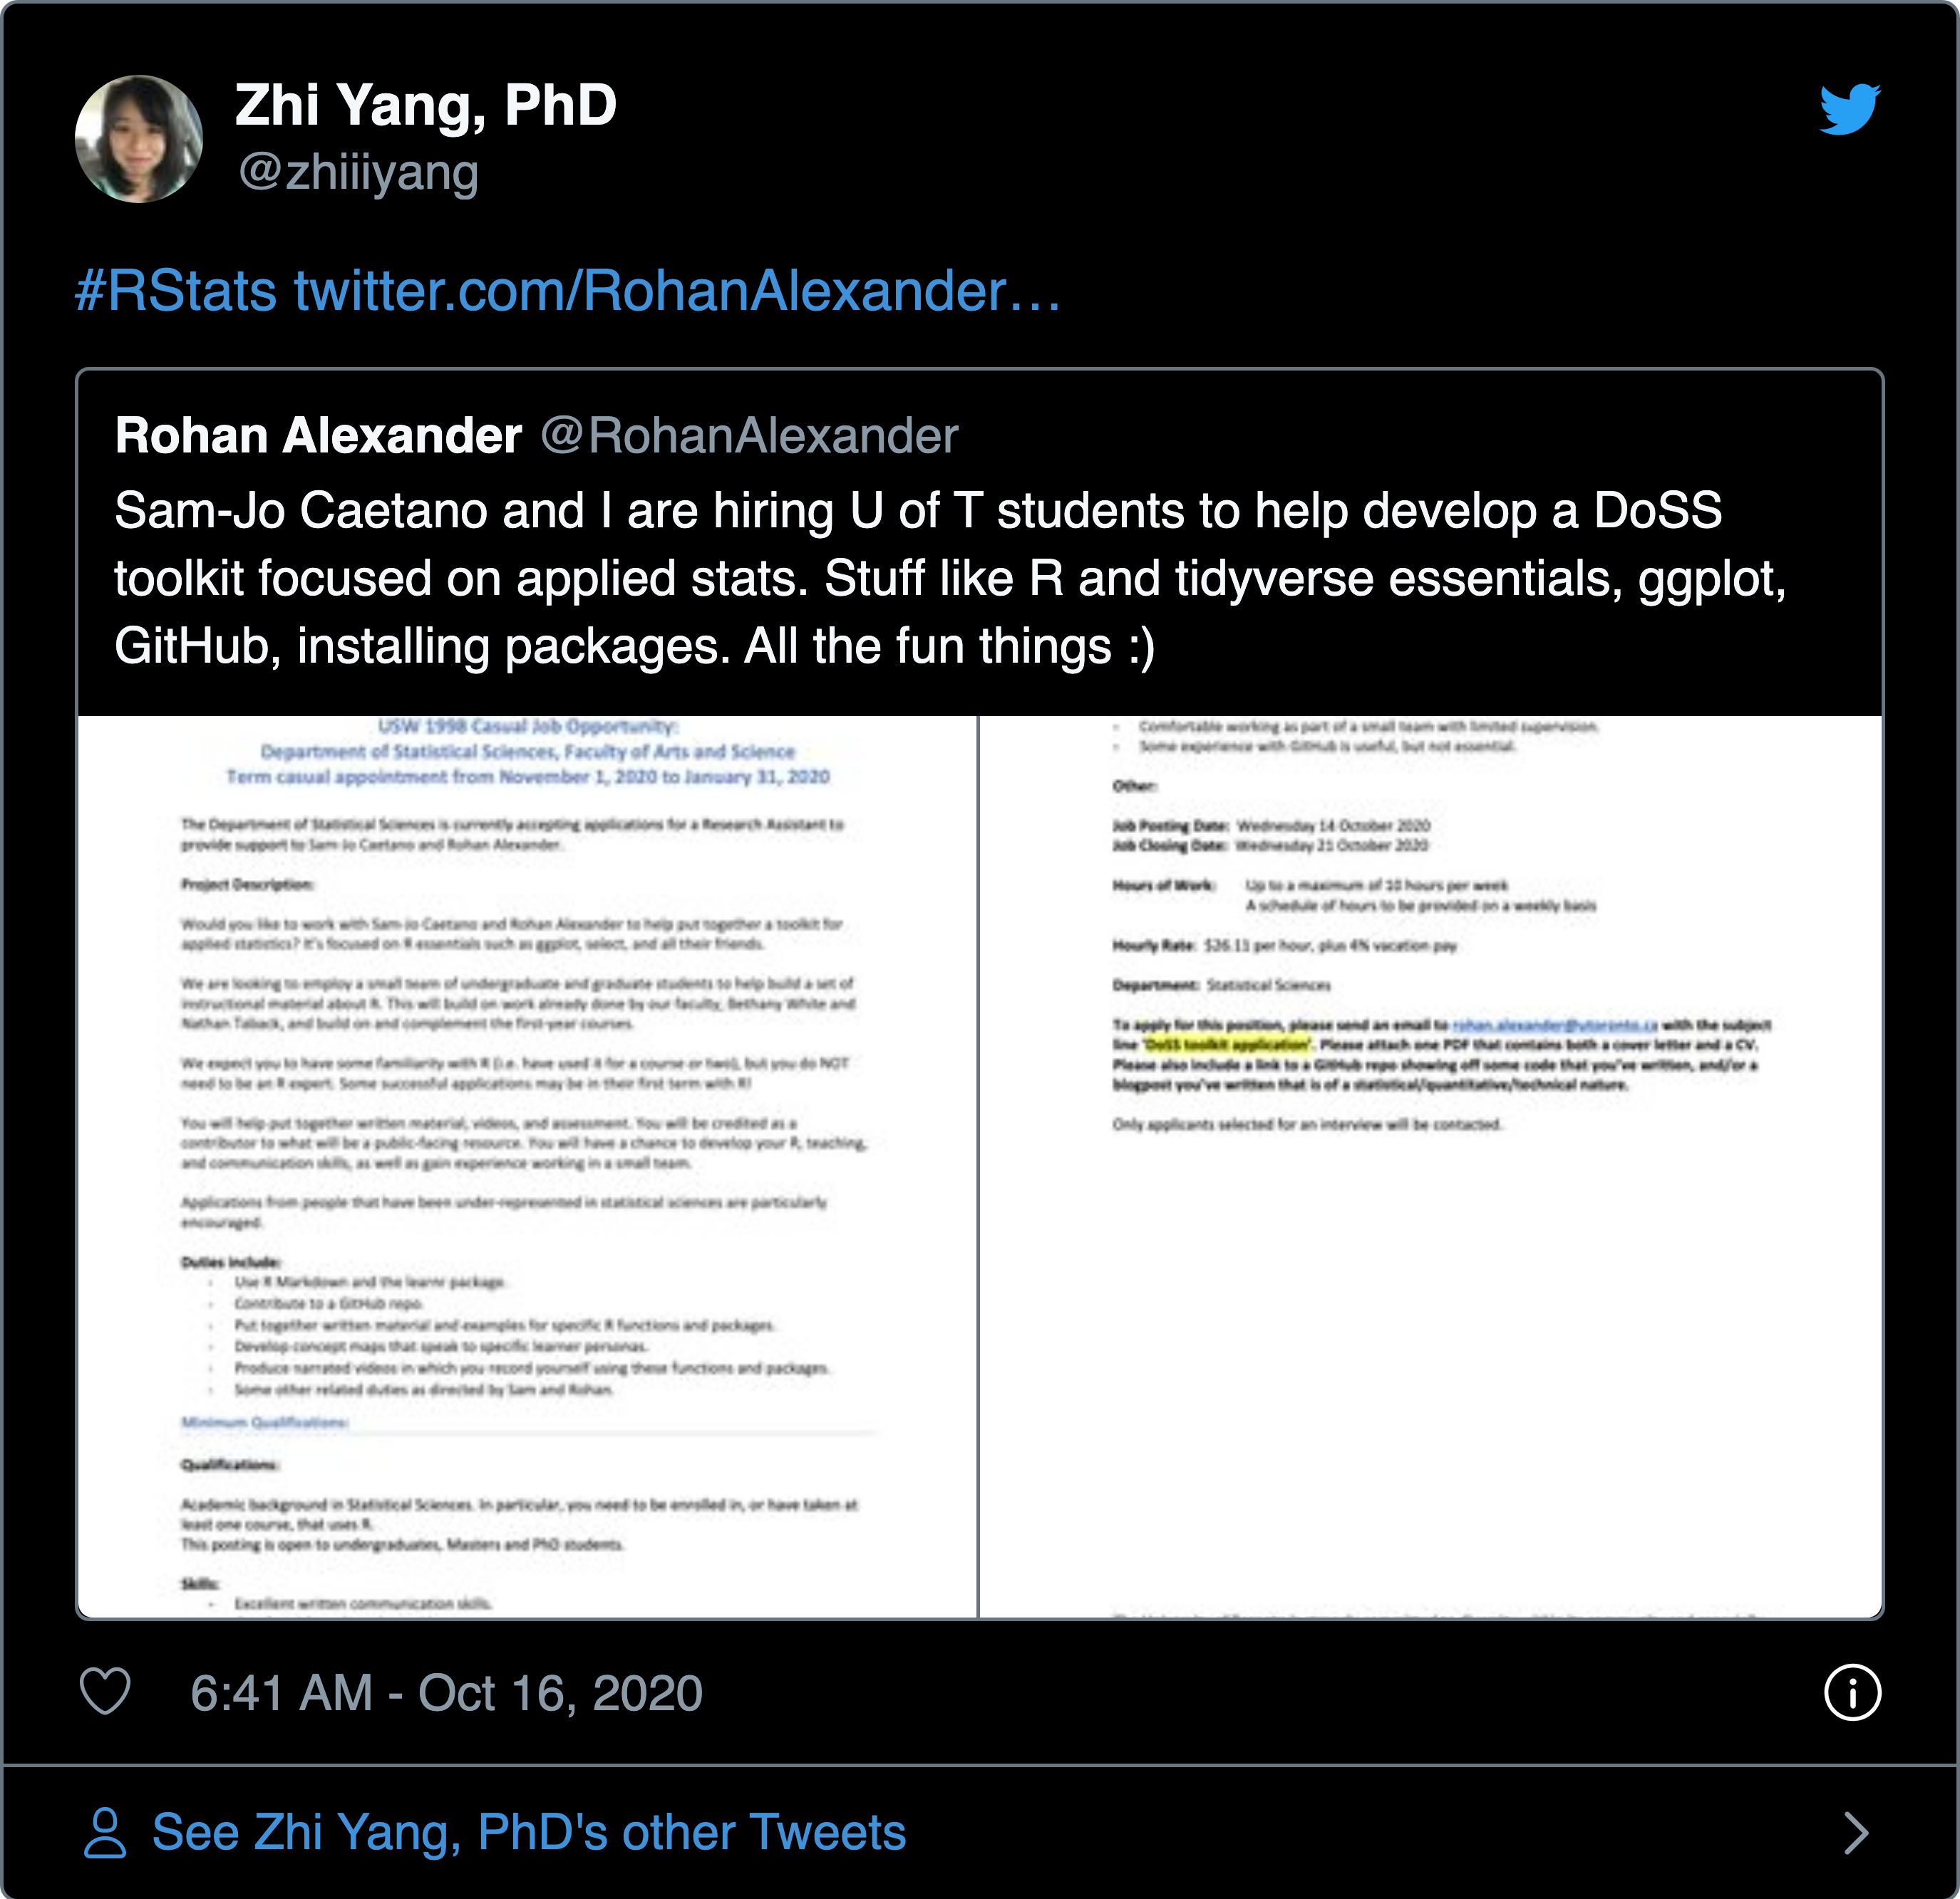 Zhi Yang, PhD
@zhiiiyang
#RStats twitter.com/RohanAlexander…
Rohan Alexander @RohanAlexander
Sam-Jo Caetano and I are hiring U of T students to help develop a DoSS
toolkit focused on applied stats. Stuff like R and tidyverse essentials, ggplot,
GitHub, installing packages. All the fun things :)
USW 1998 Casual Job Opportunity:
Department of Statistical Sciences, Faculty of Arts and Science
Term casual appointment from November 1, 2020 to January 31, 2020
The Department of Statistical Sciences is currently accepting applications for a Research Assistant to
provide support to Sam-Jo Caetano and Rohan Alexander.
Project Description:
Would you like to work with Sam-Jo Caetano and Rohan Alexander to help put together a toolkit for
applied statistics? It's focused on R essentials such as ggplot, select, and all their friends.
We are looking to employ a small team of undergraduate and graduate students to help build a set of
instructional material about R. This will build on work already done by our faculty, Bethany White and
Nathan Taback, and build on and complement the first-year courses.
We expect you to have some familiarity with R (i.e. have used it for a course or two), but you do NOT
need to be an R expert. Some successful applications may be in their first term with R!
You will help put together written material, videos, and assessment. You will be credited as a
contributor to what will be a public-facing resource. You will have a chance to develop your R, teaching,
and communication skills, as well as gain experience working in a small team.
Applications from people that have been under-represented in statistical sciences are particularly
encouraged.
Duties Include:
- Use R Markdown and the learnr package.
- Contribute to a GitHub repo.
- Put together written material and examples for specific R functions and packages.
- Develop concept maps that speak to specific learner personas.
- Produce narrated videos in which you record yourself using these functions and packages.
- Some other related duties as directed by Sam and Rohan.
Minimum Qualifications:
Qualifications:
Academic background in Statistical Sciences. In particular, you need to be enrolled in, or have taken at
least one course, that uses R.
This posting is open to undergraduates, Masters and PhD students.
Skills:
- Excellent written communication skills.
- Comfortable working as part of a small team with limited supervision.
- Some experience with GitHub is useful, but not essential.
Other:
Job Posting Date: Wednesday 14 October 2020
Job Closing Date: Wednesday 21 October 2020
Hours of Work: Up to a maximum of 10 hours per week
A schedule of hours to be provided on a weekly basis
Hourly Rate: $26.11 per hour, plus 4% vacation pay
Department: Statistical Sciences
To apply for this position, please send an email to rohan.alexander@utoronto.ca with the subject
line 'DoSS toolkit application'. Please attach one PDF that contains both a cover letter and a CV.
Please also include a link to a GitHub repo showing off some code that you've written, and/or a
blogpost you've written that is of a statistical/quantitative/technical nature.
Only applicants selected for an interview will be contacted.
6:41 AM - Oct 16, 2020
See Zhi Yang, PhD's other Tweets